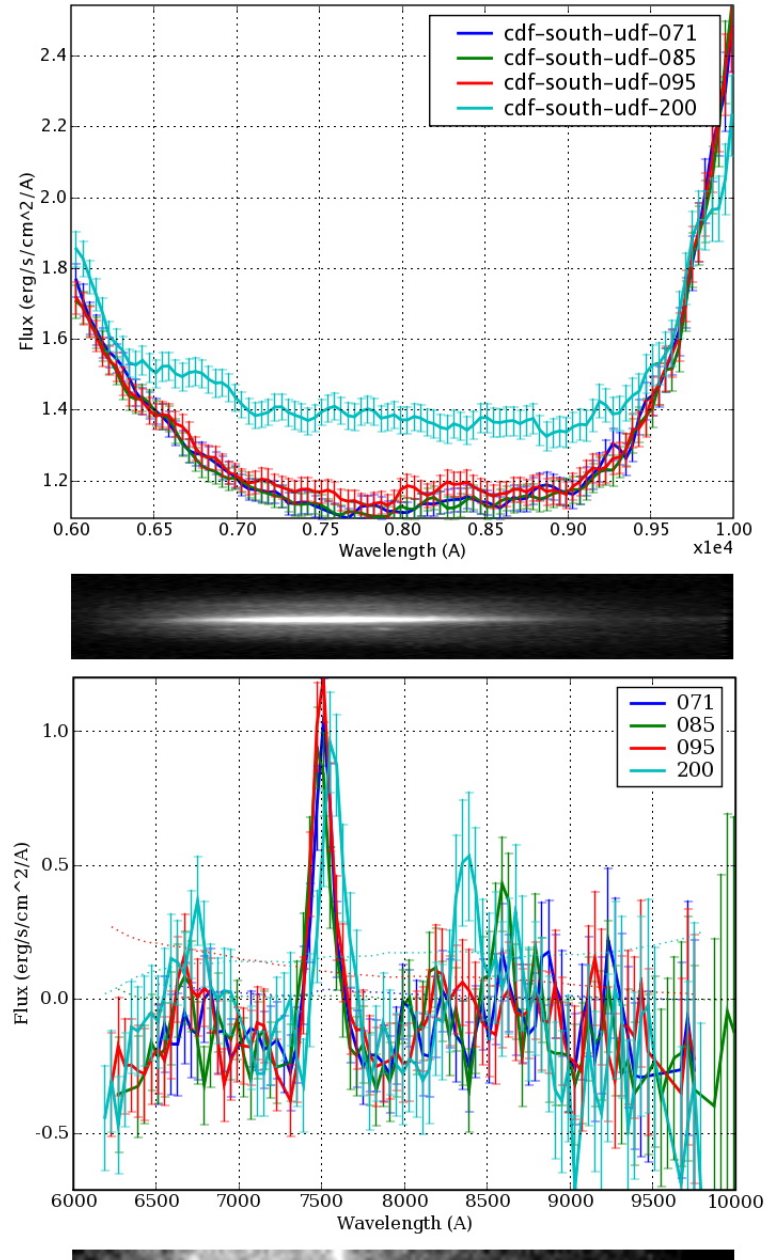 cdf-south-udf-071
cdf-south-udf-085
cdf-south-udf-095
cdf-south-udf-200
2.4
2.2
2.0
1.8
1.6
1.4
1.2
Flux (erg/s/cm^2/A)
0.60 0.65 0.70 0.75 0.80 0.85 0.90 0.95 1.00
Wavelength (A)
x1e4
071
085
095
200
1.0
0.5
0.0
-0.5
Flux (erg/s/cm^2/A)
6000 6500 7000 7500 8000 8500 9000 9500 10000
Wavelength (A)